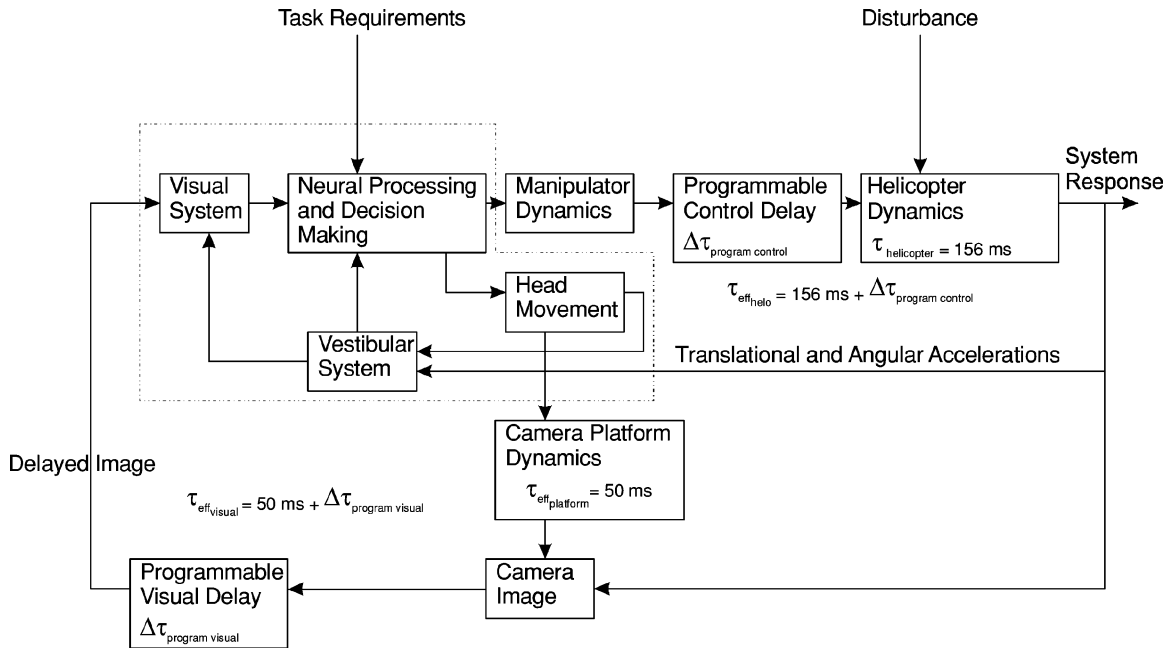 Task Requirements
Disturbance
System
Response
Visual
System
Neural Processing
and Decision
Making
Manipulator
Dynamics
Programmable
Control Delay
Δτprogram control
Helicopter
Dynamics
τhelicopter = 156 ms
τeffhelo = 156 ms + Δτprogram control
Head
Movement
Vestibular
System
Translational and Angular Accelerations
Camera Platform
Dynamics
τeffplatform = 50 ms
Delayed Image
τeffvisual = 50 ms + Δτprogram visual
Programmable
Visual Delay
Δτprogram visual
Camera
Image